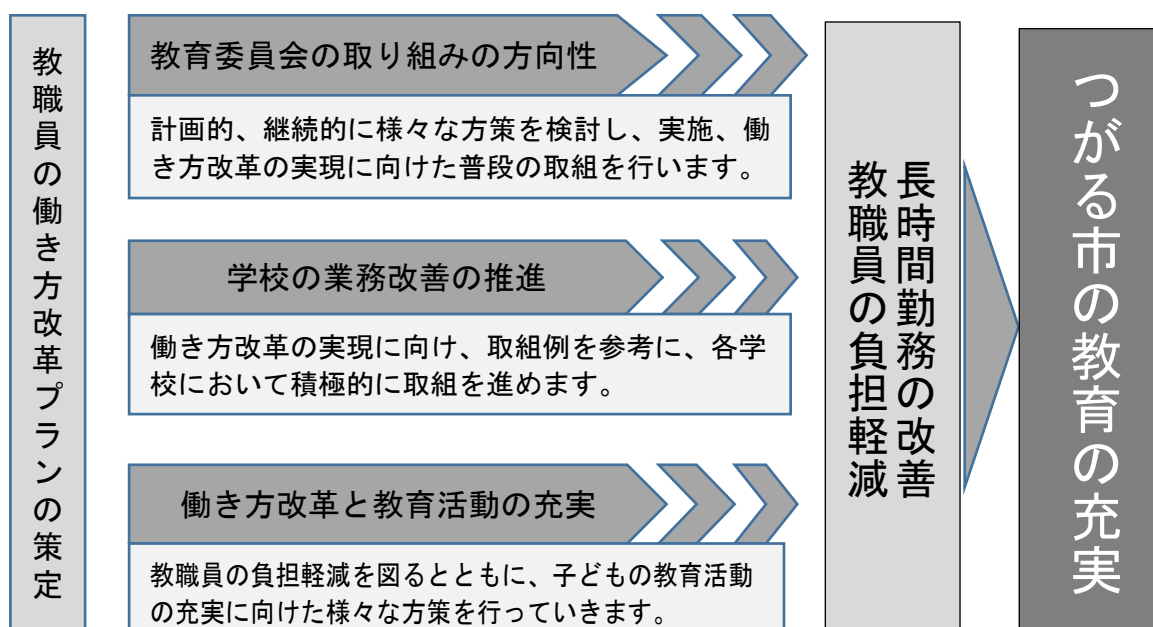 教職員の働き方改革プランの策定
教育委員会の取り組みの方向性
計画的、継続的に様々な方策を検討し、実施、働
き方改革の実現に向けた普段の取組を行います。
学校の業務改善の推進
働き方改革の実現に向け、取組例を参考に、各学
校において積極的に取組を進めます。
働き方改革と教育活動の充実
教職員の負担軽減を図るとともに、子どもの教育活動
の充実に向けた様々な方策を行っていきます。
長時間勤務の改善
教職員の負担軽減
つがる市の教育の充実